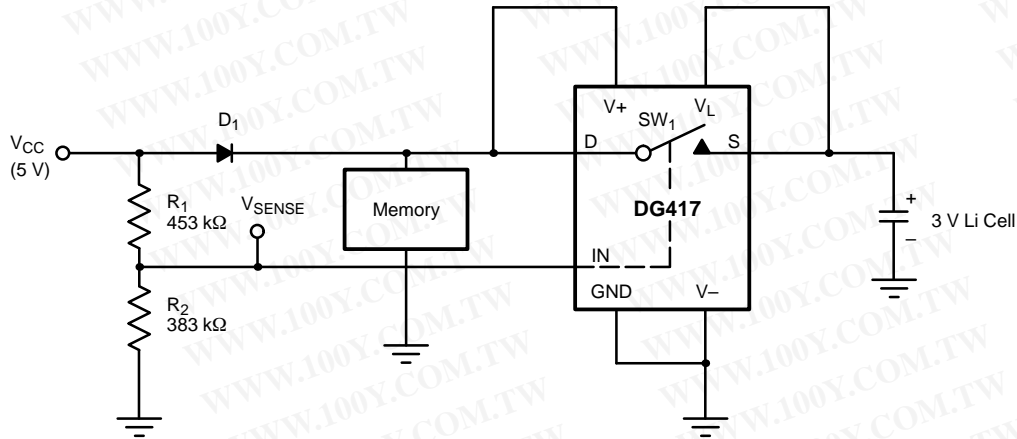 V+
VL
SW1
D1
D
S
VCC
(5 V)
R1
453 kΩ
VSENSE
Memory
DG417
+
3 V Li Cell
–
IN
GND
V–
R2
383 kΩ
WWW.100Y.COM.TW